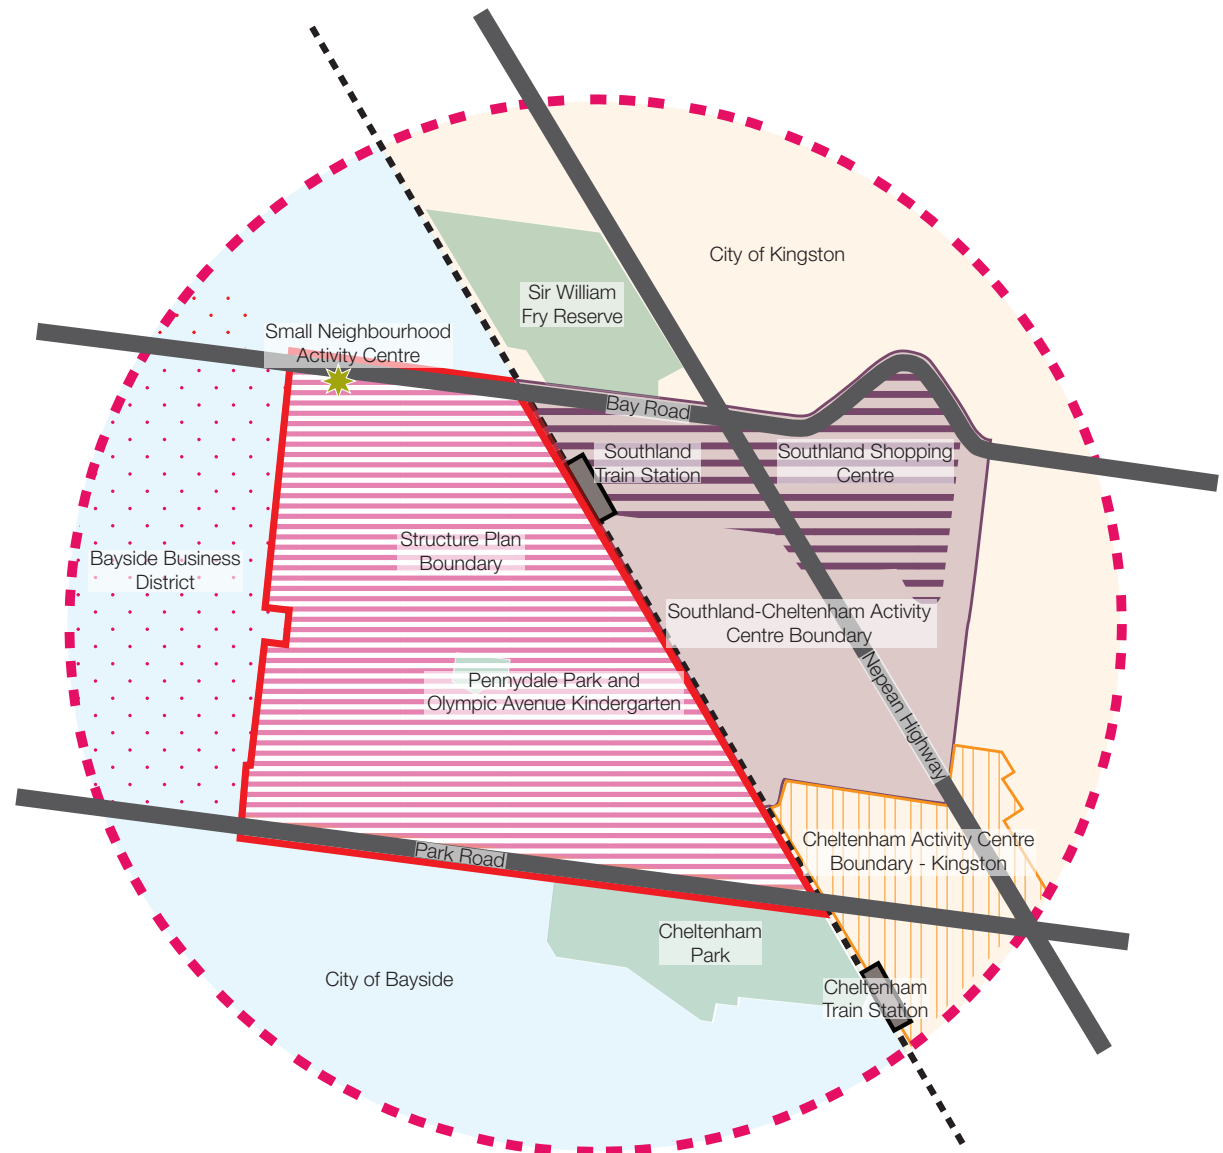 City of Kingston
Sir William
Fry Reserve
Small Neighbourhood
Activity Centre
Bay Road
Southland
Train Station
Southland Shopping
Centre
Structure Plan
Boundary
Bayside Business
District
Southland-Cheltenham Activity
Centre Boundary
Nepean Highway
Pennydale Park and
Olympic Avenue Kindergarten
Cheltenham Activity Centre
Boundary - Kingston
Park Road
Cheltenham
Park
City of Bayside
Cheltenham
Train Station